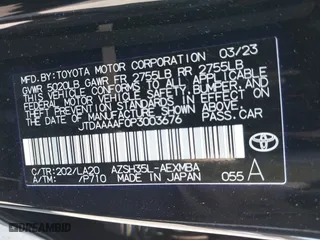 MFD.BY:TOYOTA MOTOR CORPORATION 03/23
GVWR 5020LB GAWR FR 2755LB RR 2755LB
THIS VEHICLE CONFORMS TO ALL APPLICABLE
FEDERAL MOTOR VEHICLE SAFETY, BUMPER, AND
THEFT PREVENTION STANDARDS IN EFFECT ON
THE DATE OF MANUFACTURE SHOWN ABOVE.
JTDAAAAF0P3003676 PASS.CAR
TOYOTA
C/TR:202/LA20 AZSH35L-AEXMBA
A/TM: /P710 MADE IN JAPAN 055 A
DREAMBID